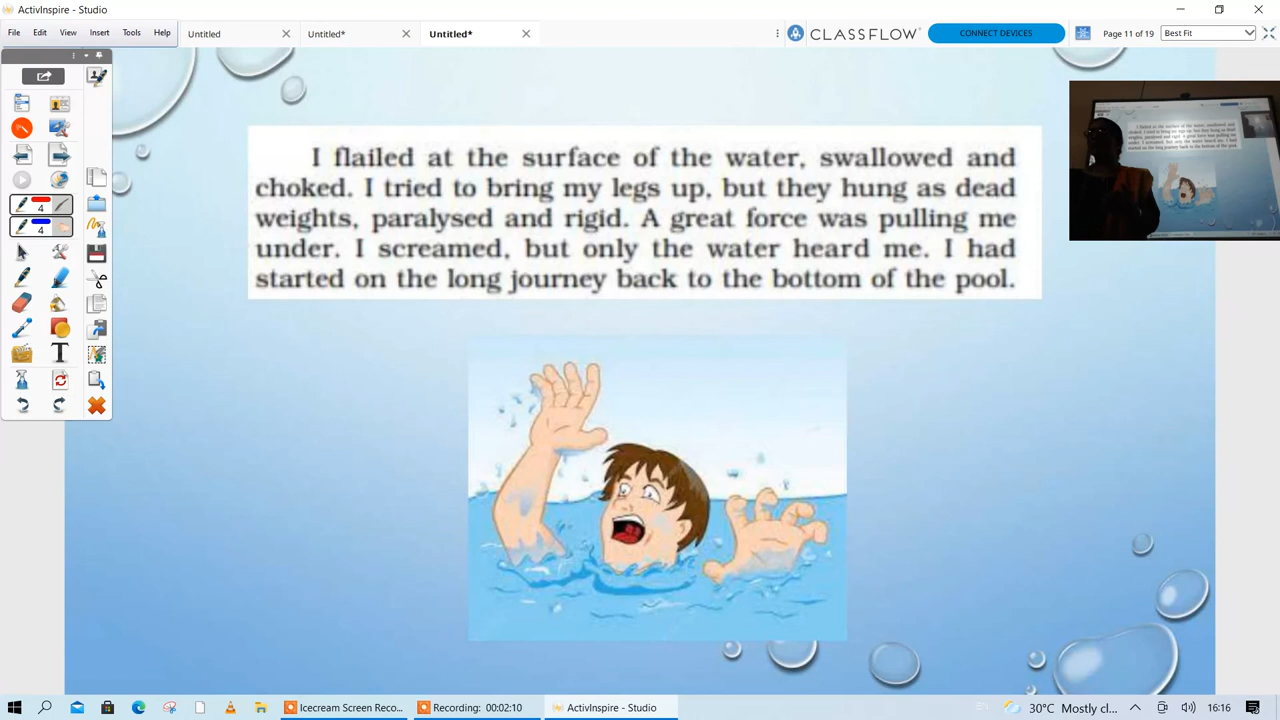 ActivInspire - Studio
File Edit View Insert Tools Help
Untitled Untitled* Untitled*
CLASSFLOW CONNECT DEVICES Page 11 of 19 Best Fit
4
4
I flailed at the surface of the water, swallowed and
choked. I tried to bring my legs up, but they hung as dead
weights, paralysed and rigid. A great force was pulling me
under. I screamed, but only the water heard me. I had
started on the long journey back to the bottom of the pool.
Icecream Screen Reco... Recording: 00:02:10 ActivInspire - Studio 30°C Mostly cl... 16:16